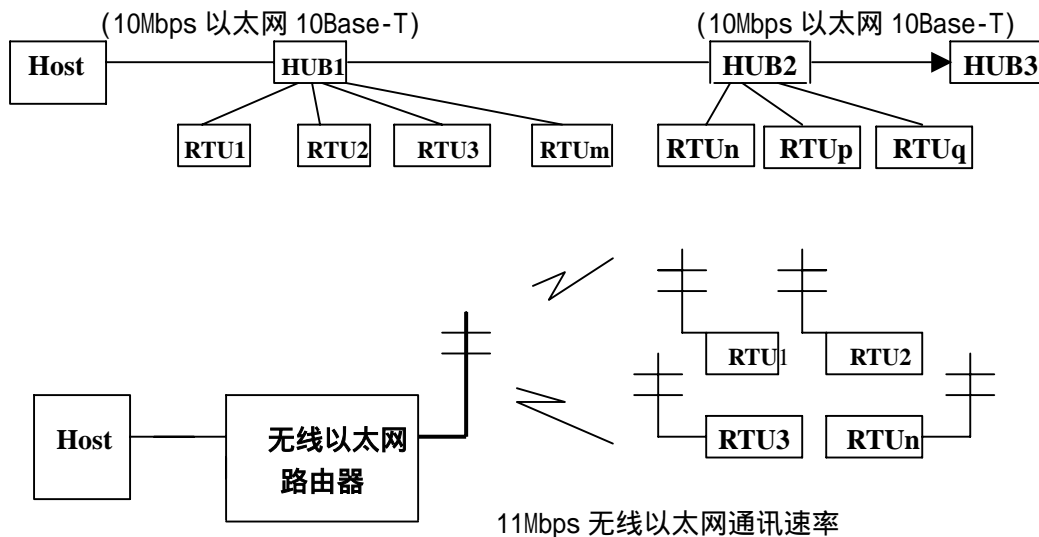 (10Mbps 以太网 10Base-T)
(10Mbps 以太网 10Base-T)
Host
HUB1
HUB2
HUB3
RTU1
RTU2
RTU3
RTUm
RTUn
RTUp
RTUq
RTU1
RTU2
Host
无线以太网
路由器
RTU3
RTUn
11Mbps 无线以太网通讯速率